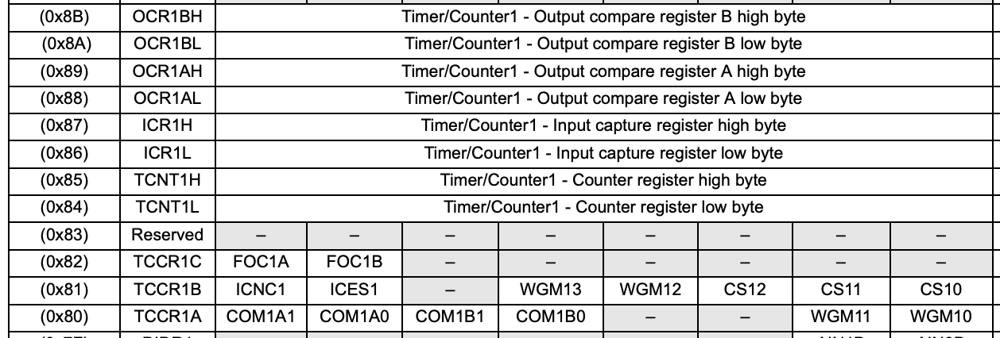 (0x8B) OCR1BH Timer/Counter1 - Output compare register B high byte
(0x8A) OCR1BL Timer/Counter1 - Output compare register B low byte
(0x89) OCR1AH Timer/Counter1 - Output compare register A high byte
(0x88) OCR1AL Timer/Counter1 - Output compare register A low byte
(0x87) ICR1H Timer/Counter1 - Input capture register high byte
(0x86) ICR1L Timer/Counter1 - Input capture register low byte
(0x85) TCNT1H Timer/Counter1 - Counter register high byte
(0x84) TCNT1L Timer/Counter1 - Counter register low byte
(0x83) Reserved – – – – – – – –
(0x82) TCCR1C FOC1A FOC1B – – – – – –
(0x81) TCCR1B ICNC1 ICES1 – WGM13 WGM12 CS12 CS11 CS10
(0x80) TCCR1A COM1A1 COM1A0 COM1B1 COM1B0 – – WGM11 WGM10